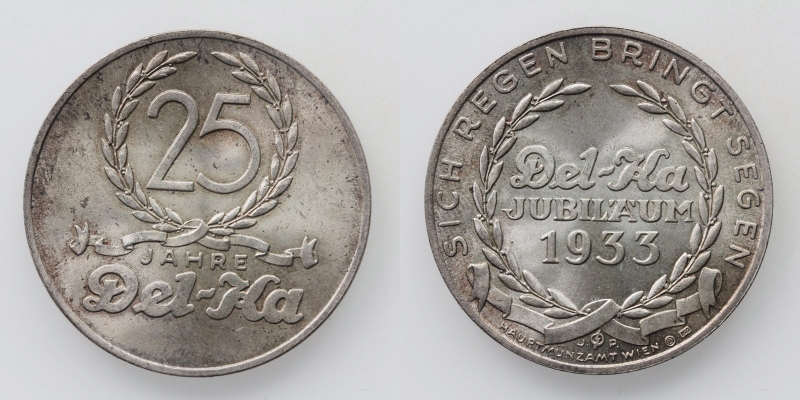 25
JAHRE
Del-Ka
SICH REGEN BRINGT SEGEN
Del-Ka
JUBILÄUM
1933
J. P.
HAUPTMÜNZAMT WIEN